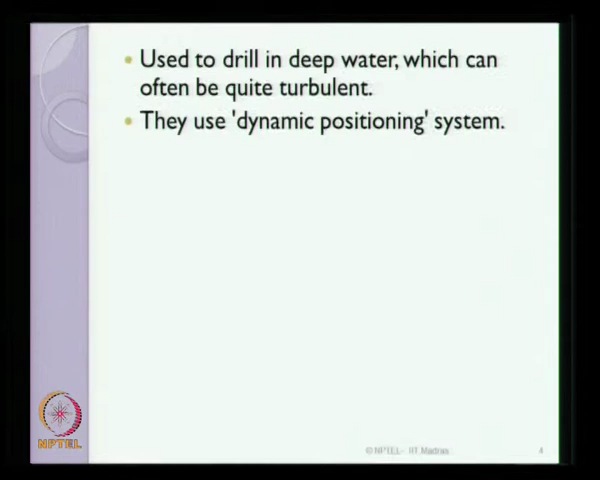 Used to drill in deep water, which can
often be quite turbulent.
They use 'dynamic positioning' system.
NPTEL
© NPTEL- IIT Madras
4